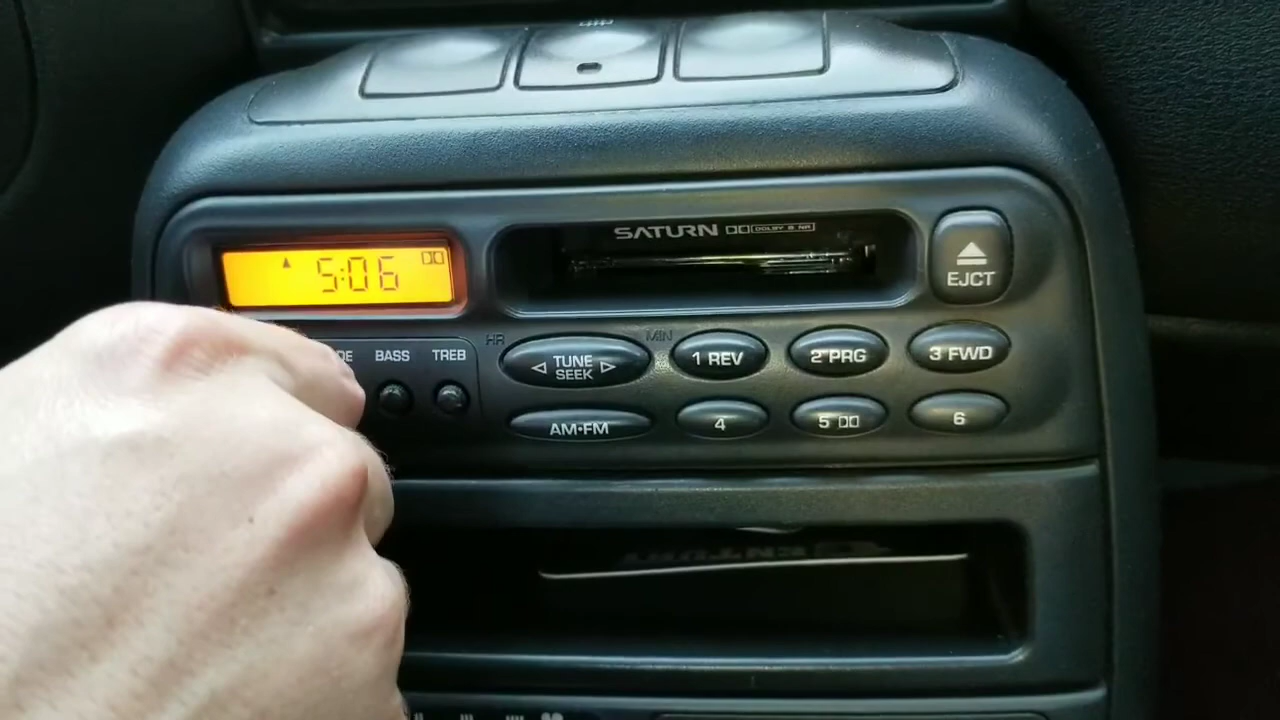 SATURN DOLBY B NR
5:06
EJCT
HR MIN
BASS TREB
TUNE
SEEK
1 REV 2 PRG 3 FWD
AM•FM 4 5 6